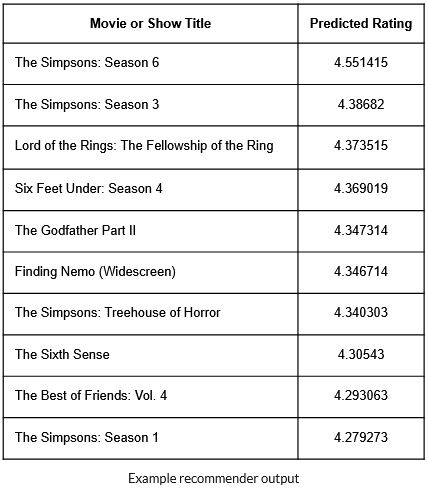 Movie or Show Title Predicted Rating
The Simpsons: Season 6 4.551415
The Simpsons: Season 3 4.38682
Lord of the Rings: The Fellowship of the Ring 4.373515
Six Feet Under: Season 4 4.369019
The Godfather Part II 4.347314
Finding Nemo (Widescreen) 4.346714
The Simpsons: Treehouse of Horror 4.340303
The Sixth Sense 4.30543
The Best of Friends: Vol. 4 4.293063
The Simpsons: Season 1 4.279273
Example recommender output